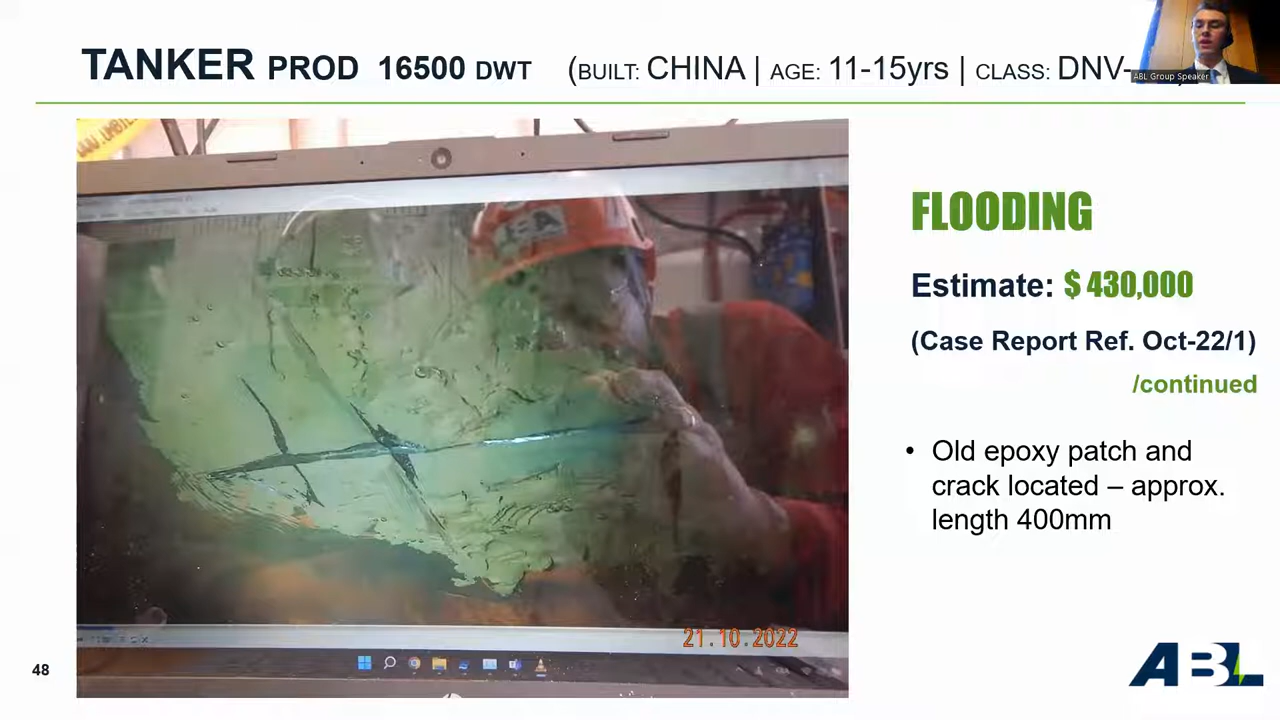 TANKER PROD 16500 DWT (BUILT: CHINA | AGE: 11-15yrs | CLASS: DNV-
ABL Group Speaker
FLOODING
Estimate: $ 430,000
(Case Report Ref. Oct-22/1)
/continued
• Old epoxy patch and
crack located – approx.
length 400mm
21.10.2022
48
ABL